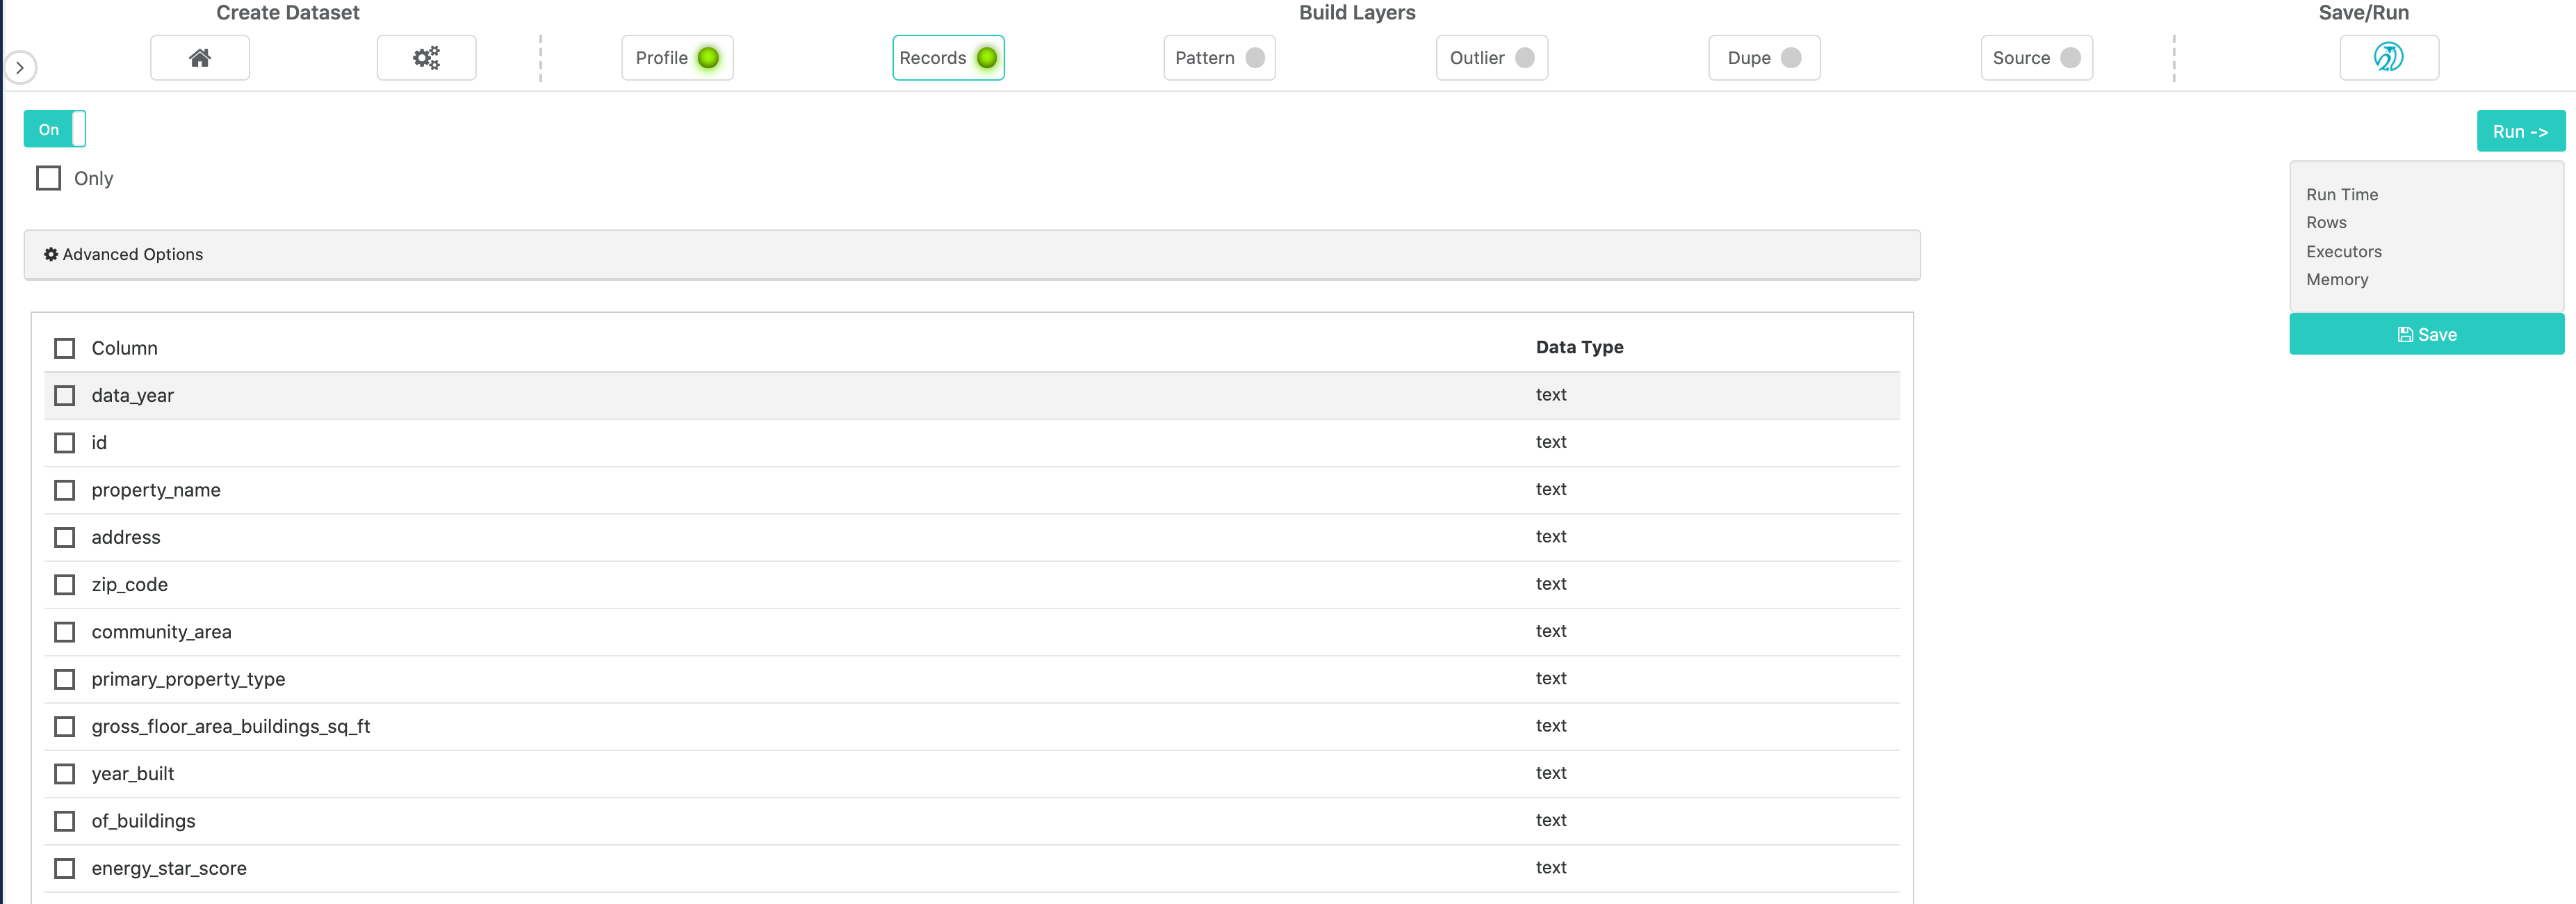 Create Dataset
Build Layers
Save/Run
Profile
Records
Pattern
Outlier
Dupe
Source
On
Run ->
Only
Run Time
Rows
Executors
Memory
Save
Advanced Options
Column Data Type
data_year text
id text
property_name text
address text
zip_code text
community_area text
primary_property_type text
gross_floor_area_buildings_sq_ft text
year_built text
of_buildings text
energy_star_score text